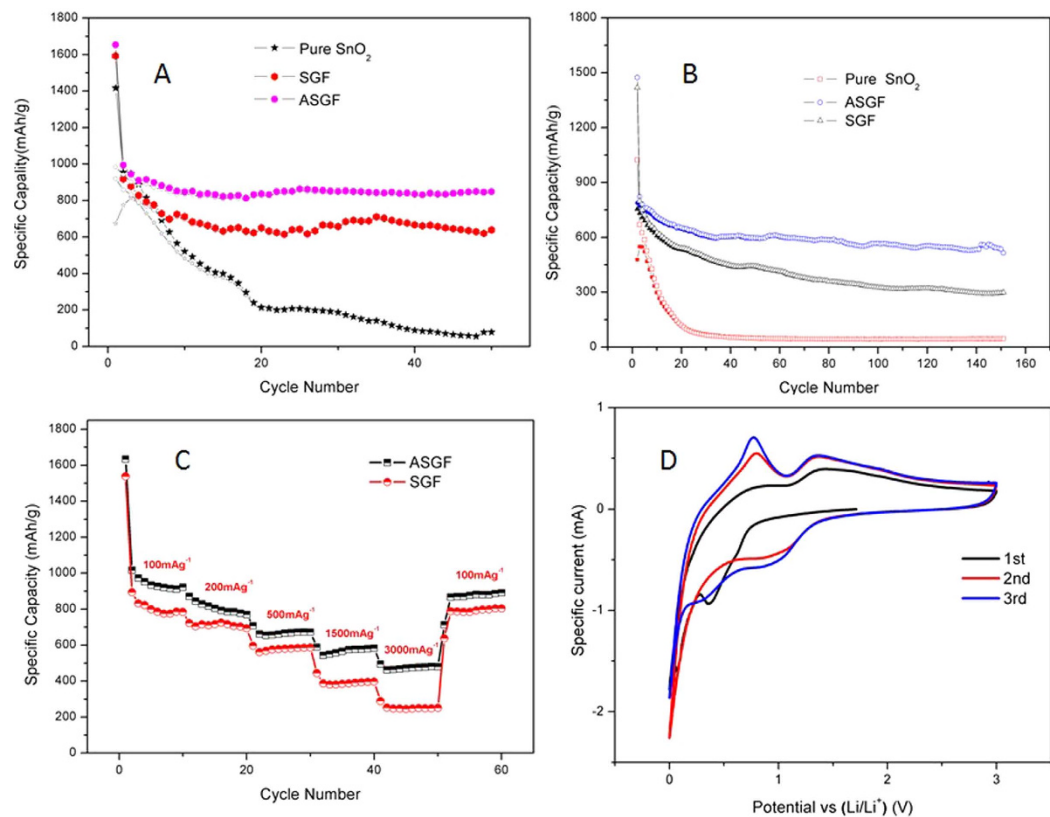 A
Pure SnO₂
SGF
ASGF
1800
1600
1400
1200
1000
800
600
400
200
0
Specific Capality(mAh/g)
0
20
40
Cycle Number
B
Pure SnO₂
ASGF
SGF
1800
1500
1200
900
600
300
0
Specific Capacity(mAh/g)
0
20
40
60
80
100
120
140
160
Cycle Number
C
ASGF
SGF
1800
1600
1400
1200
1000
800
600
400
200
0
Specific Capacity (mAh/g)
100mAg⁻¹
200mAg⁻¹
500mAg⁻¹
1500mAg⁻¹
3000mAg⁻¹
100mAg⁻¹
0
20
40
60
Cycle Number
D
1
0
-1
-2
Specific current (mA)
1st
2nd
3rd
0
1
2
3
Potential vs (Li/Li⁺) (V)